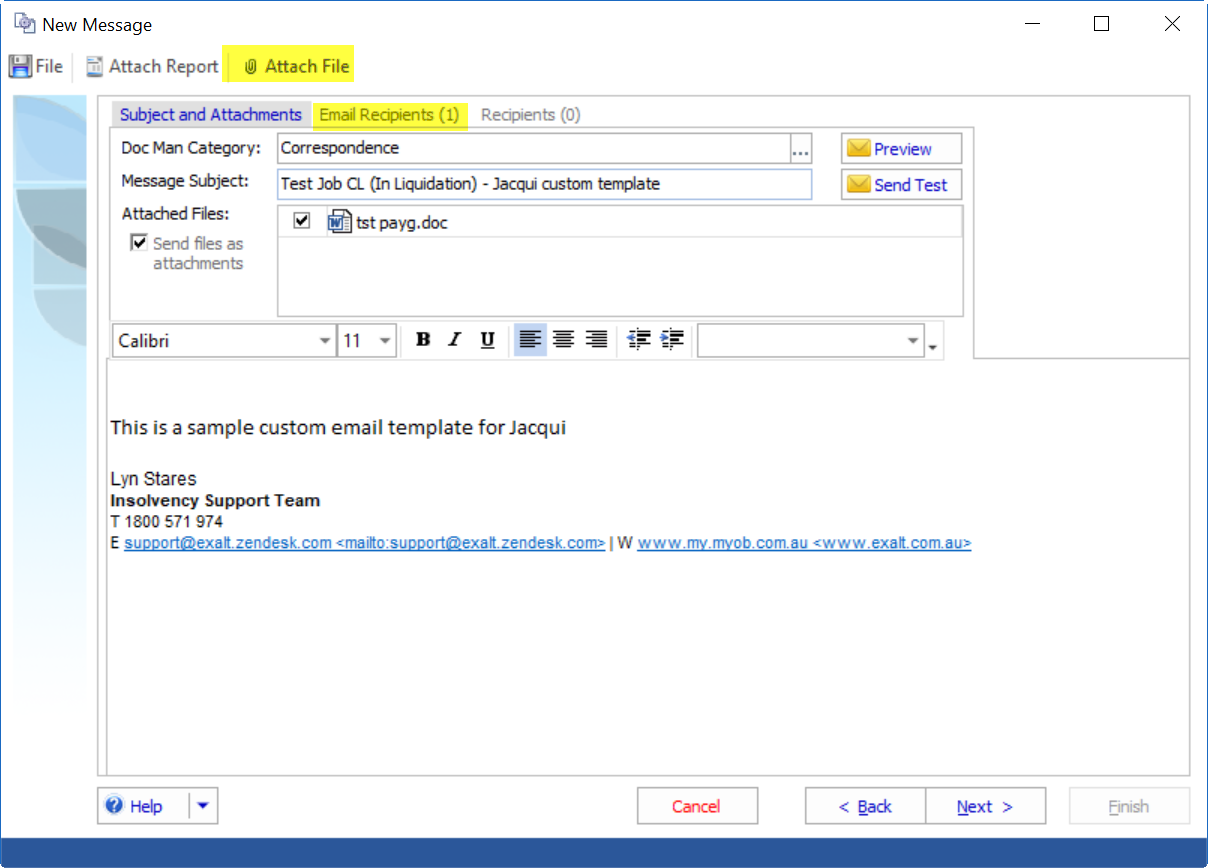 New Message
File Attach Report Attach File
Subject and Attachments Email Recipients (1) Recipients (0)
Doc Man Category: Correspondence ... Preview
Message Subject: Test Job CL (In Liquidation) - Jacqui custom template Send Test
Attached Files: tst payg.doc
Send files as
attachments
Calibri 11 B I U
This is a sample custom email template for Jacqui
Lyn Stares
Insolvency Support Team
T 1800 571 974
E support@exalt.zendesk.com <mailto:support@exalt.zendesk.com> | W www.my.myob.com.au <www.exalt.com.au>
Help Cancel < Back Next > Finish